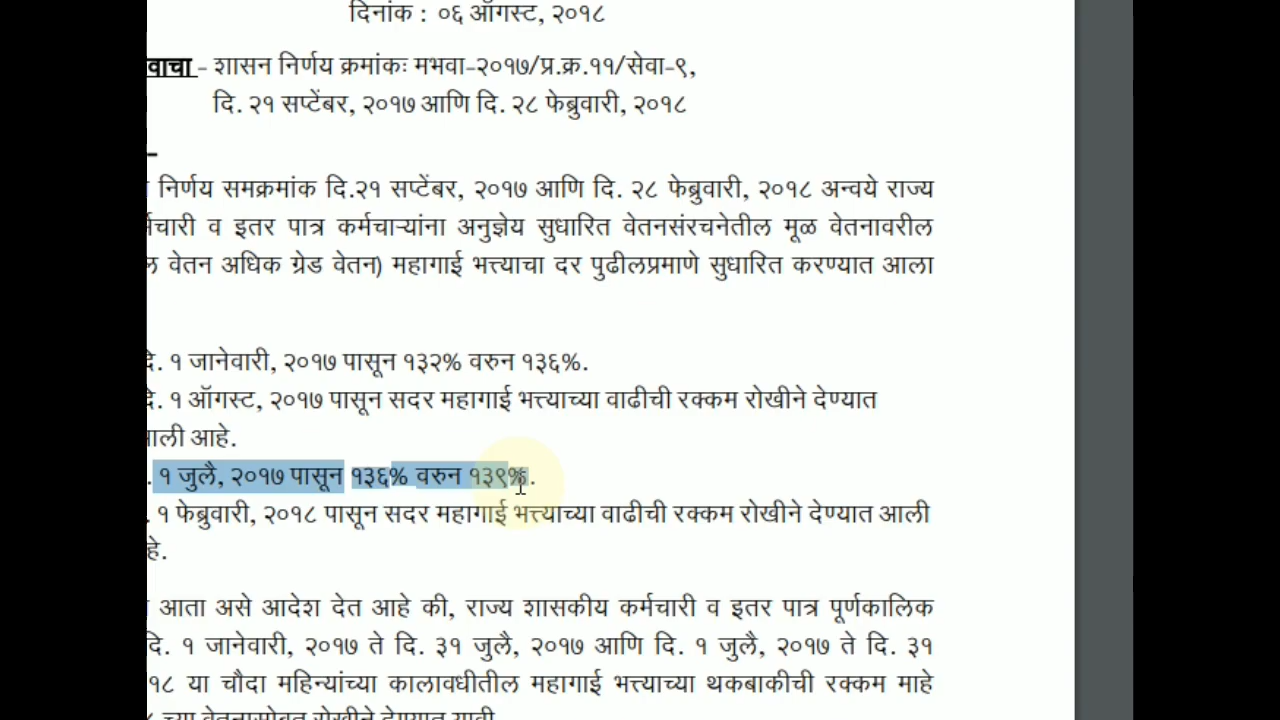 दिनांक : ०६ ऑगस्ट, २०१८
वाचा - शासन निर्णय क्रमांकः मभवा-२०१७/प्र.क्र.११/सेवा-९,
दि. २१ सप्टेंबर, २०१७ आणि दि. २८ फेब्रुवारी, २०१८
निर्णय समक्रमांक दि.२१ सप्टेंबर, २०१७ आणि दि. २८ फेब्रुवारी, २०१८ अन्वये राज्य
र्मचारी व इतर पात्र कर्मचाऱ्यांना अनुज्ञेय सुधारित वेतनसंरचनेतील मूळ वेतनावरील
वेतन अधिक ग्रेड वेतन) महागाई भत्त्याचा दर पुढीलप्रमाणे सुधारित करण्यात आला
दि. १ जानेवारी, २०१७ पासून १३२% वरुन १३६%.
दि. १ ऑगस्ट, २०१७ पासून सदर महागाई भत्त्याच्या वाढीची रक्कम रोखीने देण्यात
आली आहे.
. १ जुलै, २०१७ पासून १३६% वरुन १३९%.
. १ फेब्रुवारी, २०१८ पासून सदर महागाई भत्त्याच्या वाढीची रक्कम रोखीने देण्यात आली
हे.
आता असे आदेश देत आहे की, राज्य शासकीय कर्मचारी व इतर पात्र पूर्णकालिक
दि. १ जानेवारी, २०१७ ते दि. ३१ जुलै, २०१७ आणि दि. १ जुलै, २०१७ ते दि. ३१
१८ या चौदा महिन्यांच्या कालावधीतील महागाई भत्त्याच्या थकबाकीची रक्कम माहे
च्या वेतनासोबत रोखीने देण्यात यावी